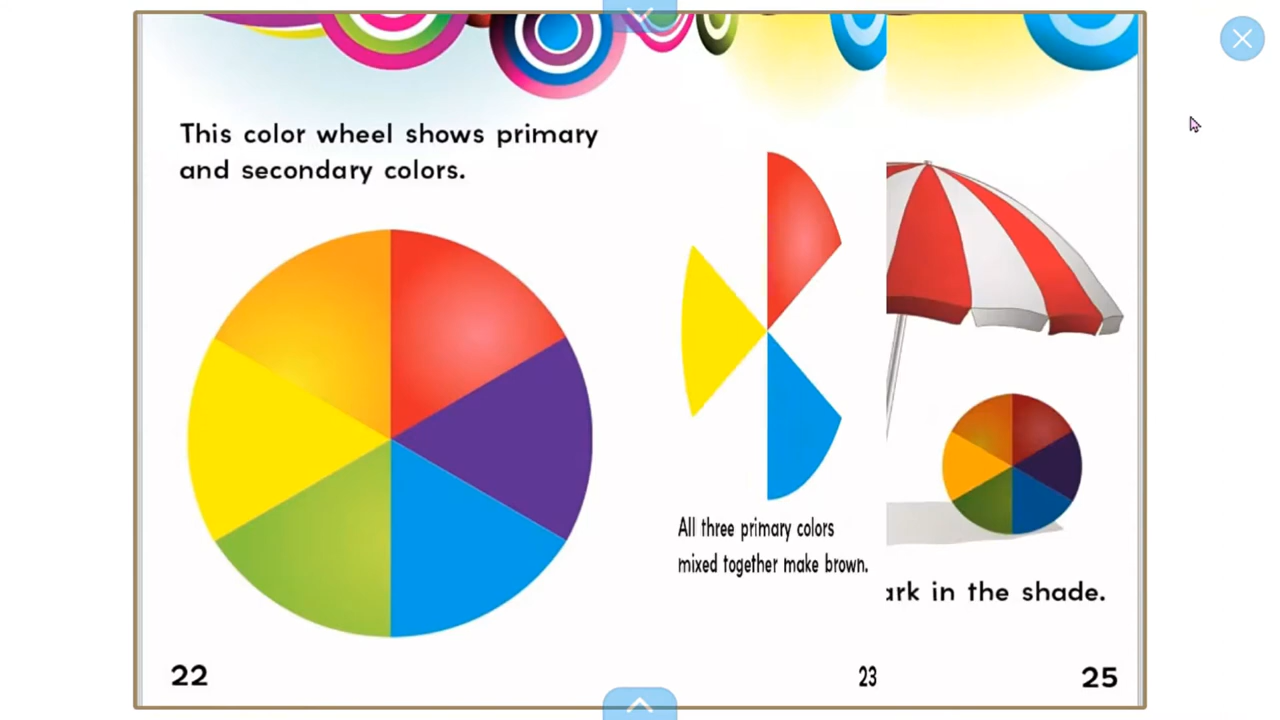 This color wheel shows primary
and secondary colors.
All three primary colors
mixed together make brown.
in the shade.
22
23
25